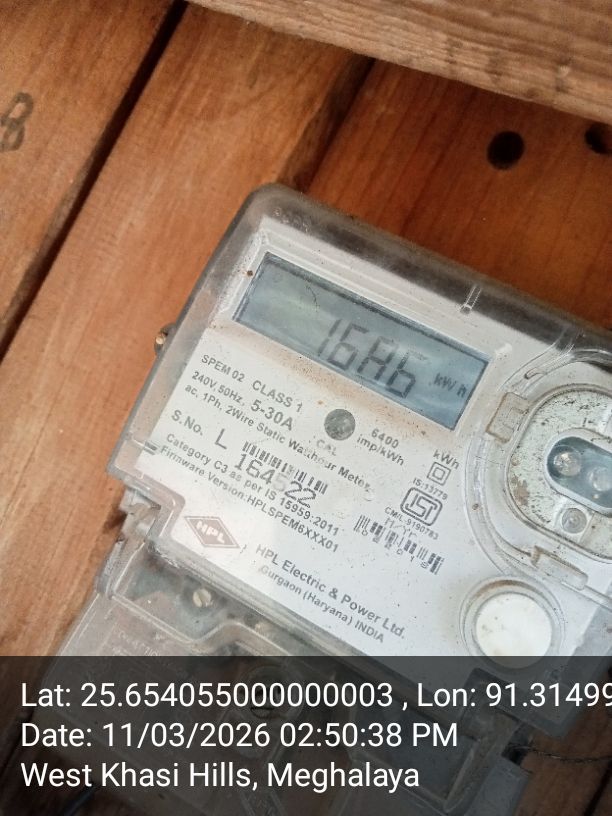 kWh
SPEM 02 CLASS 1
240V, 50Hz, 5-30A
ac, 1Ph, 2Wire Static Watthour Meter
CAL
6400
imp/kWh
kWh
S.No. L
164522
IS:13779
CM/L-9190783
Category C3 as per IS 15959:2011
Firmware Version:HPLSPEM6XXX01
HPL
HPL Electric & Power Ltd.
Gurgaon (Haryana) INDIA
Lat: 25.654055000000003 , Lon: 91.31499
Date: 11/03/2026 02:50:38 PM
West Khasi Hills, Meghalaya